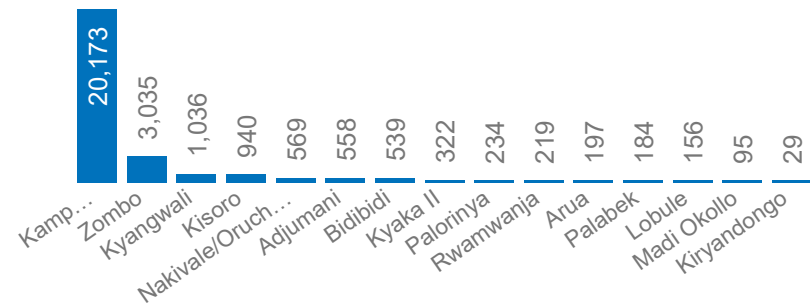 20,173
3,035
1,036
940
569
558
539
322
234
219
197
184
156
95
29
Kamp…
Zombo
Kyangwali
Kisoro
Nakivale/Oruch…
Adjumani
Bidibidi
Kyaka II
Palorinya
Rwamwanja
Arua
Palabek
Lobule
Madi Okollo
Kiryandongo